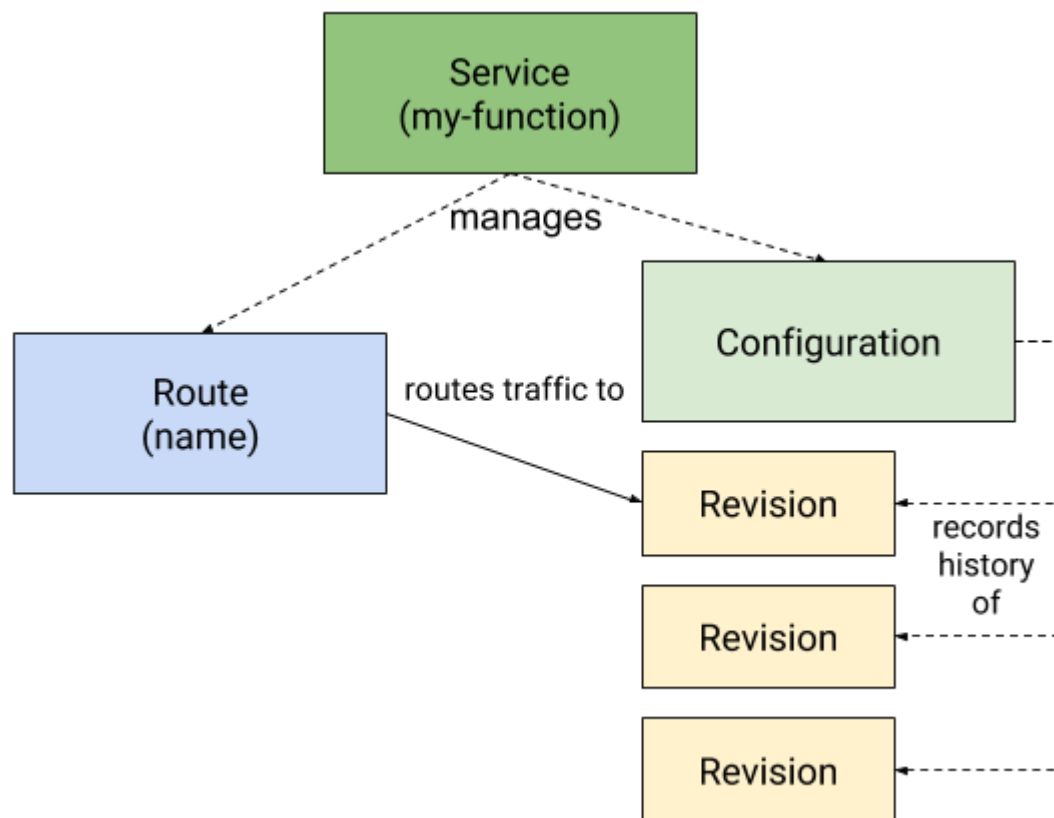 Service
(my-function)
manages
Configuration
Route
(name)
routes traffic to
Revision
records
history
of
Revision
Revision